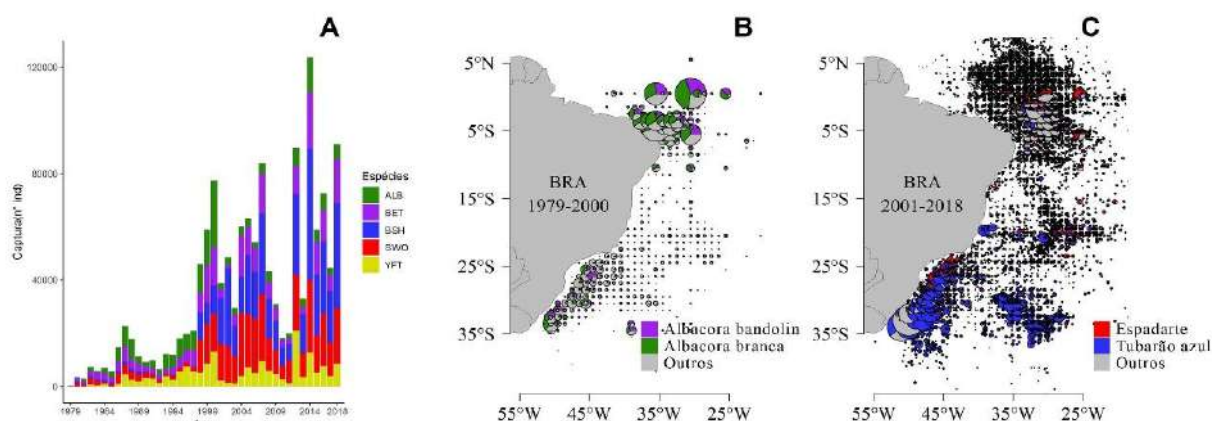 A
120000
80000
40000
0
Captura(n° ind)
1979
1984
1989
1994
1999
2004
2009
2014
2018
Espécies
ALB
BET
BSH
SWO
YFT
B
5°N
5°S
15°S
25°S
35°S
BRA
1979-2000
Albacora bandolin
Albacora branca
Outros
55°W
45°W
35°W
25°W
C
5°N
5°S
15°S
25°S
35°S
BRA
2001-2018
Espadarte
Tubarão azul
Outros
55°W
45°W
35°W
25°W